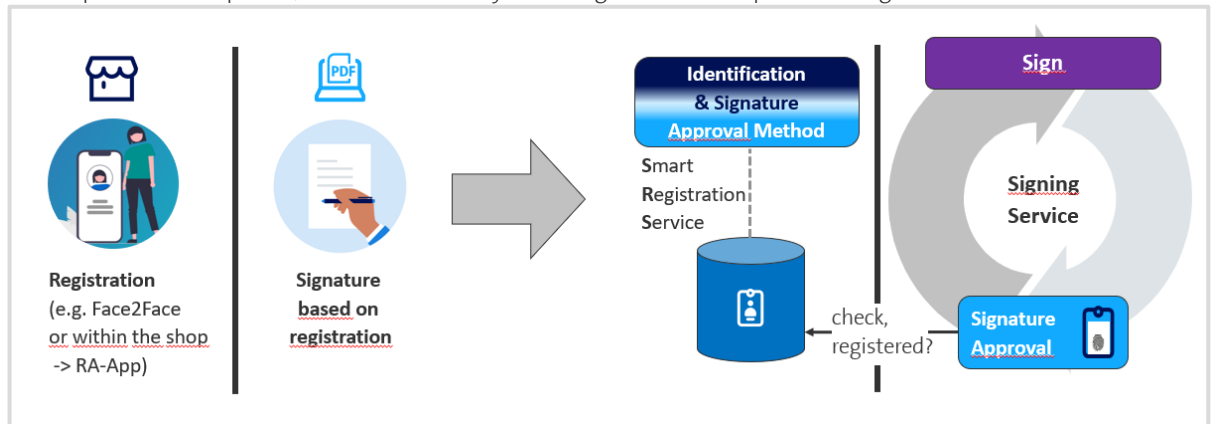 PDF
Registration
(e.g. Face2Face
or within the shop
-> RA-App)
Signature
based on
registration
Identification
& Signature
Approval Method
Smart
Registration
Service
check,
registered?
Sign
Signing
Service
Signature
Approval